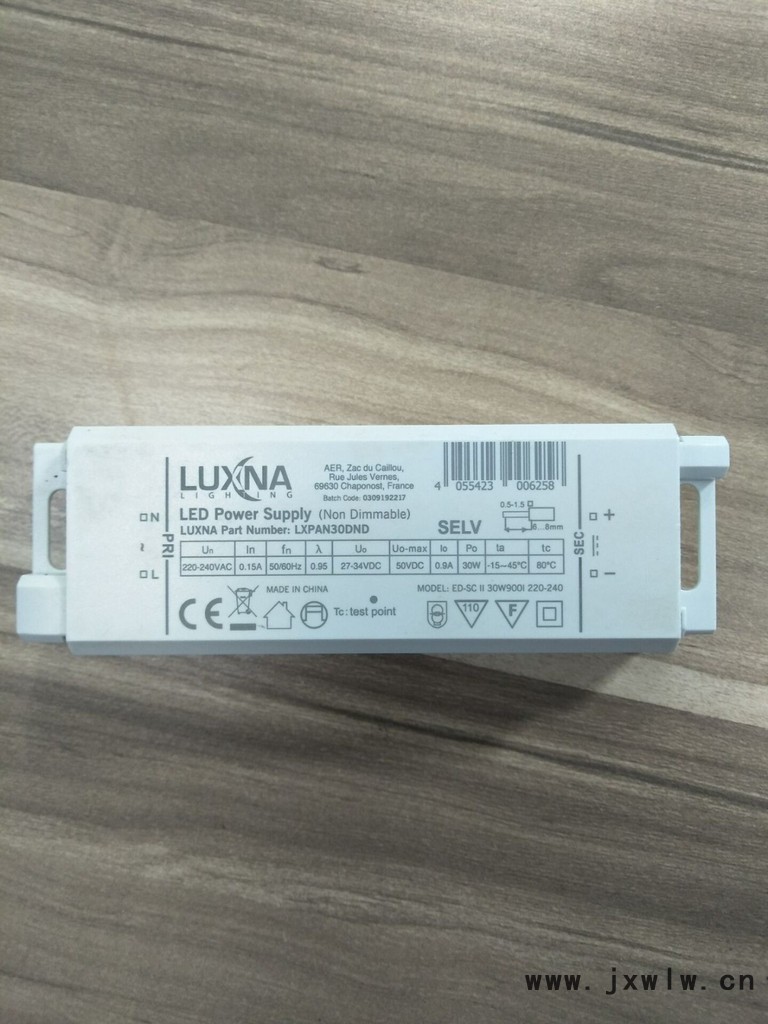 LUXNA
LIGHTING
AER, Zac du Caillou,
Rue Jules Vernes,
69630 Chaponost, France
Batch Code: 0309192217
4 055423 006258
LED Power Supply (Non Dimmable)
LUXNA Part Number: LXPAN30DND
SELV
0.5-1.5
8mm
N
~
L
PRI
SEC
+
−
Un In fn λ Uo Uo-max Io Po ta tc
220-240VAC 0.15A 50/60Hz 0.95 27-34VDC 50VDC 0.9A 30W -15~45℃ 80℃
MADE IN CHINA
MODEL: ED-SC II 30W900I 220-240
CE
Tc: test point
110
F
www.jxwlw.cn